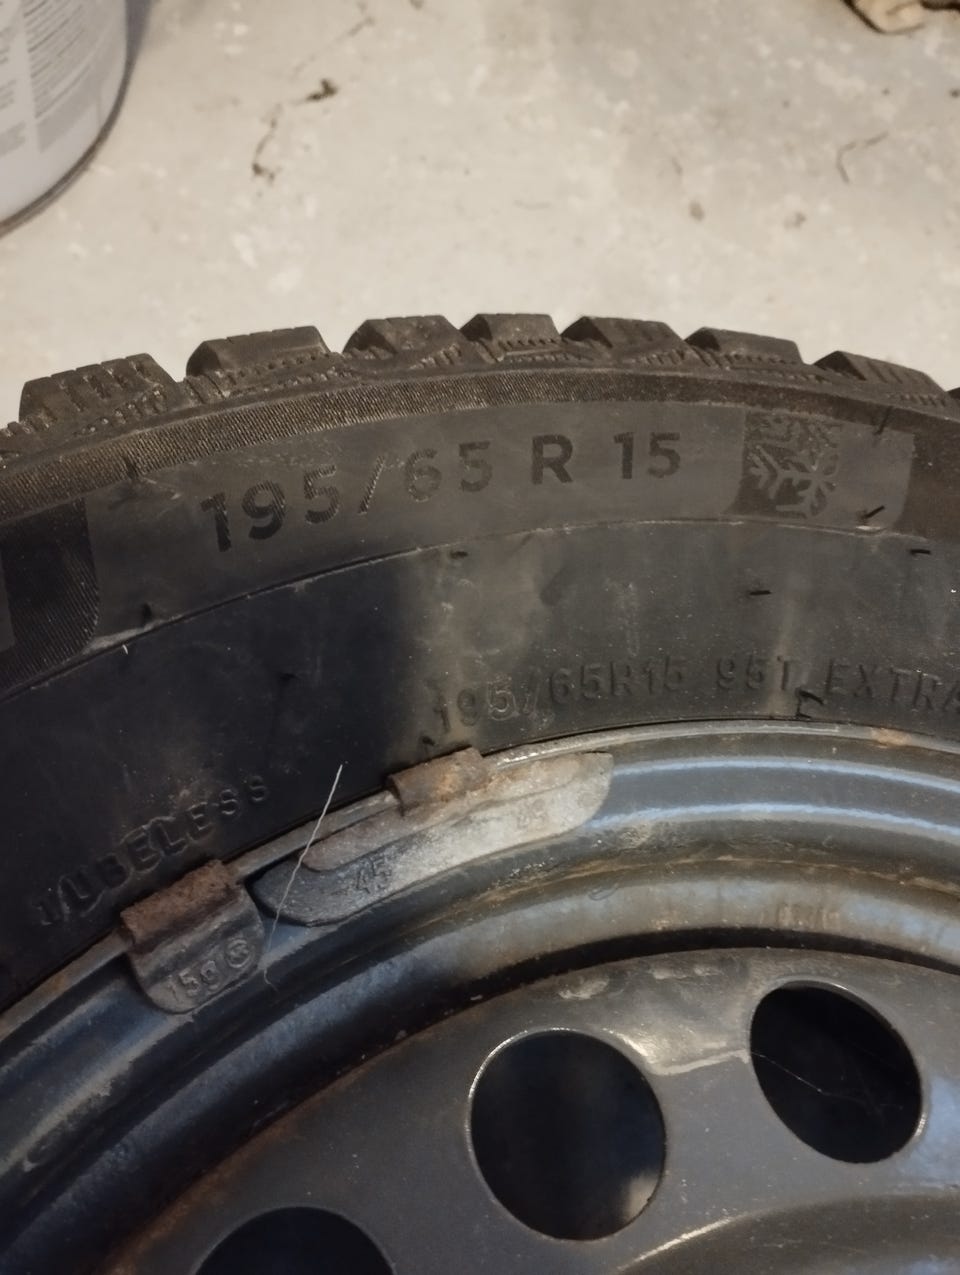 195/65 R 15
195/65R15 95T EXTRA
TUBELESS
45
15g